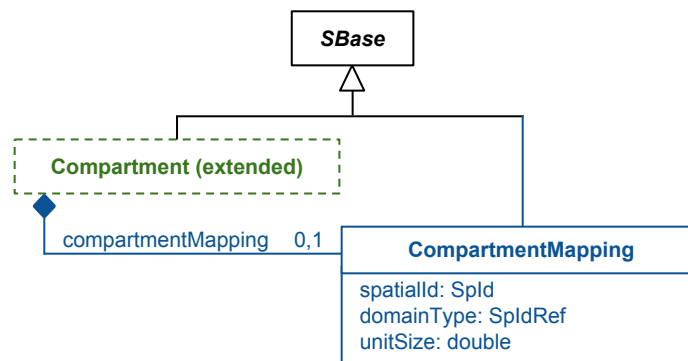 SBase
Compartment (extended)
compartmentMapping 0,1
CompartmentMapping
spatialId: SpId
domainType: SpIdRef
unitSize: double